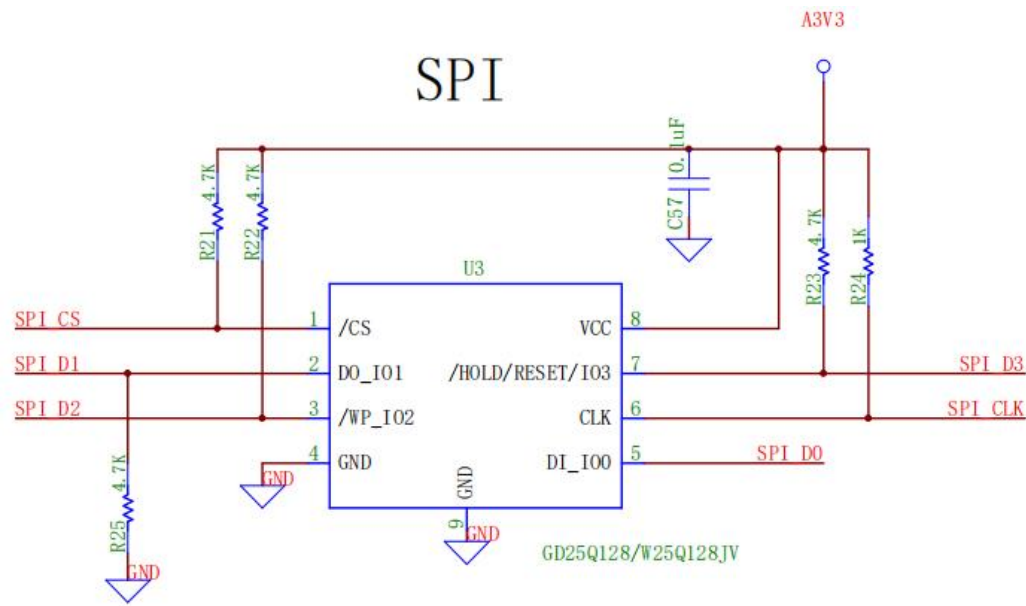 A3V3
SPI
0.1uF
C57
4.7K
R21
4.7K
R22
4.7K
R23
1K
R24
U3
SPI_CS
1
/CS
VCC
8
SPI_D1
2
DO_IO1
/HOLD/RESET/IO3
7
SPI_D3
SPI_D2
3
/WP_IO2
CLK
6
SPI_CLK
4
GND
DI_IO0
5
SPI_D0
GND
GND
9
GND
4.7K
R25
GND
GD25Q128/W25Q128JV